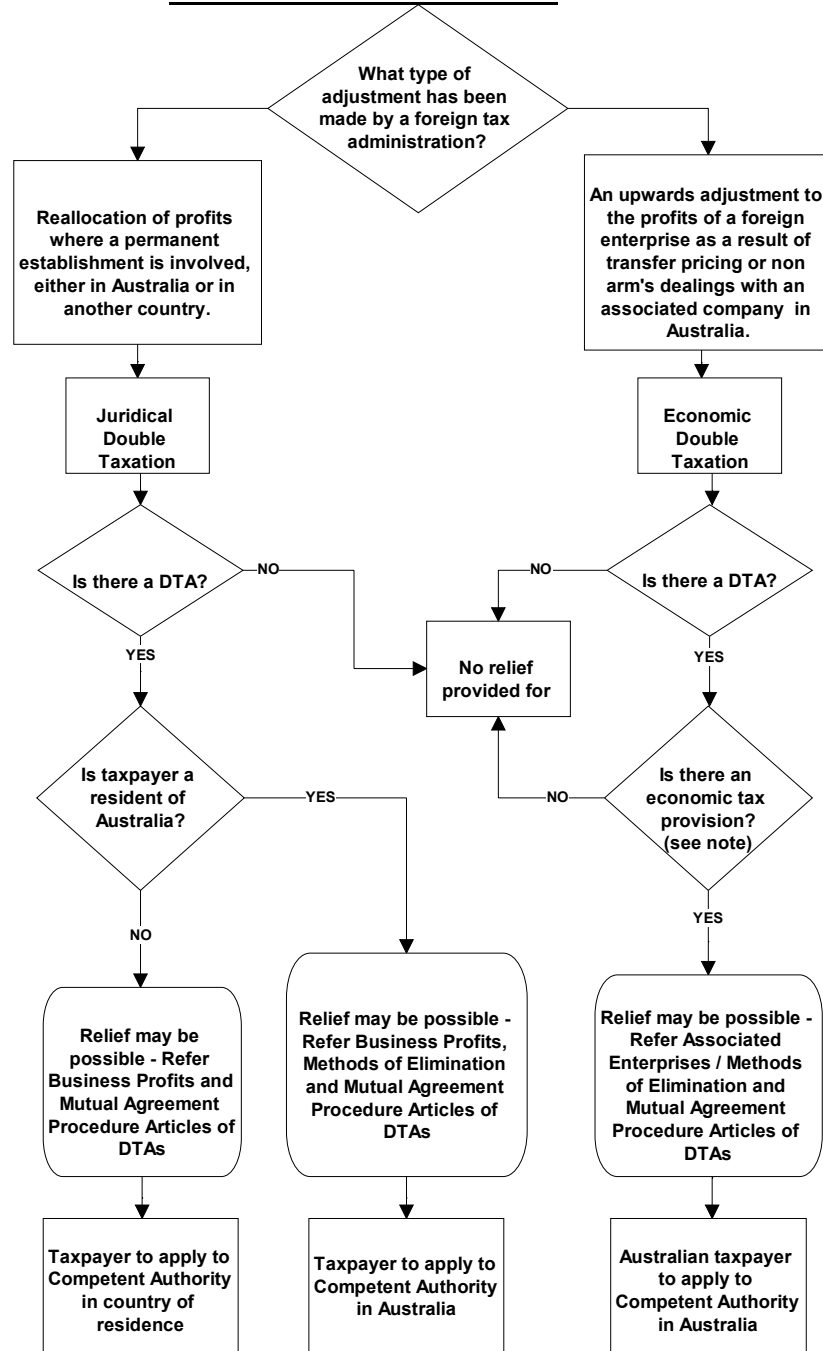 What type of
adjustment has been
made by a foreign tax
administration?
Reallocation of profits
where a permanent
establishment is involved,
either in Australia or in
another country.
An upwards adjustment to
the profits of a foreign
enterprise as a result of
transfer pricing or non
arm's dealings with an
associated company in
Australia.
Juridical
Double
Taxation
Economic
Double
Taxation
Is there a DTA?
NO
NO
Is there a DTA?
YES
No relief
provided for
YES
Is taxpayer a
resident of
Australia?
YES
NO
Is there an
economic tax
provision?
(see note)
NO
YES
Relief may be
possible - Refer
Business Profits and
Mutual Agreement
Procedure Articles of
DTAs
Relief may be possible -
Refer Business Profits,
Methods of Elimination
and Mutual Agreement
Procedure Articles of
DTAs
Relief may be possible -
Refer Associated
Enterprises / Methods
of Elimination and
Mutual Agreement
Procedure Articles of
DTAs
Taxpayer to apply to
Competent Authority
in country of
residence
Taxpayer to apply to
Competent Authority
in Australia
Australian taxpayer
to apply to
Competent Authority
in Australia